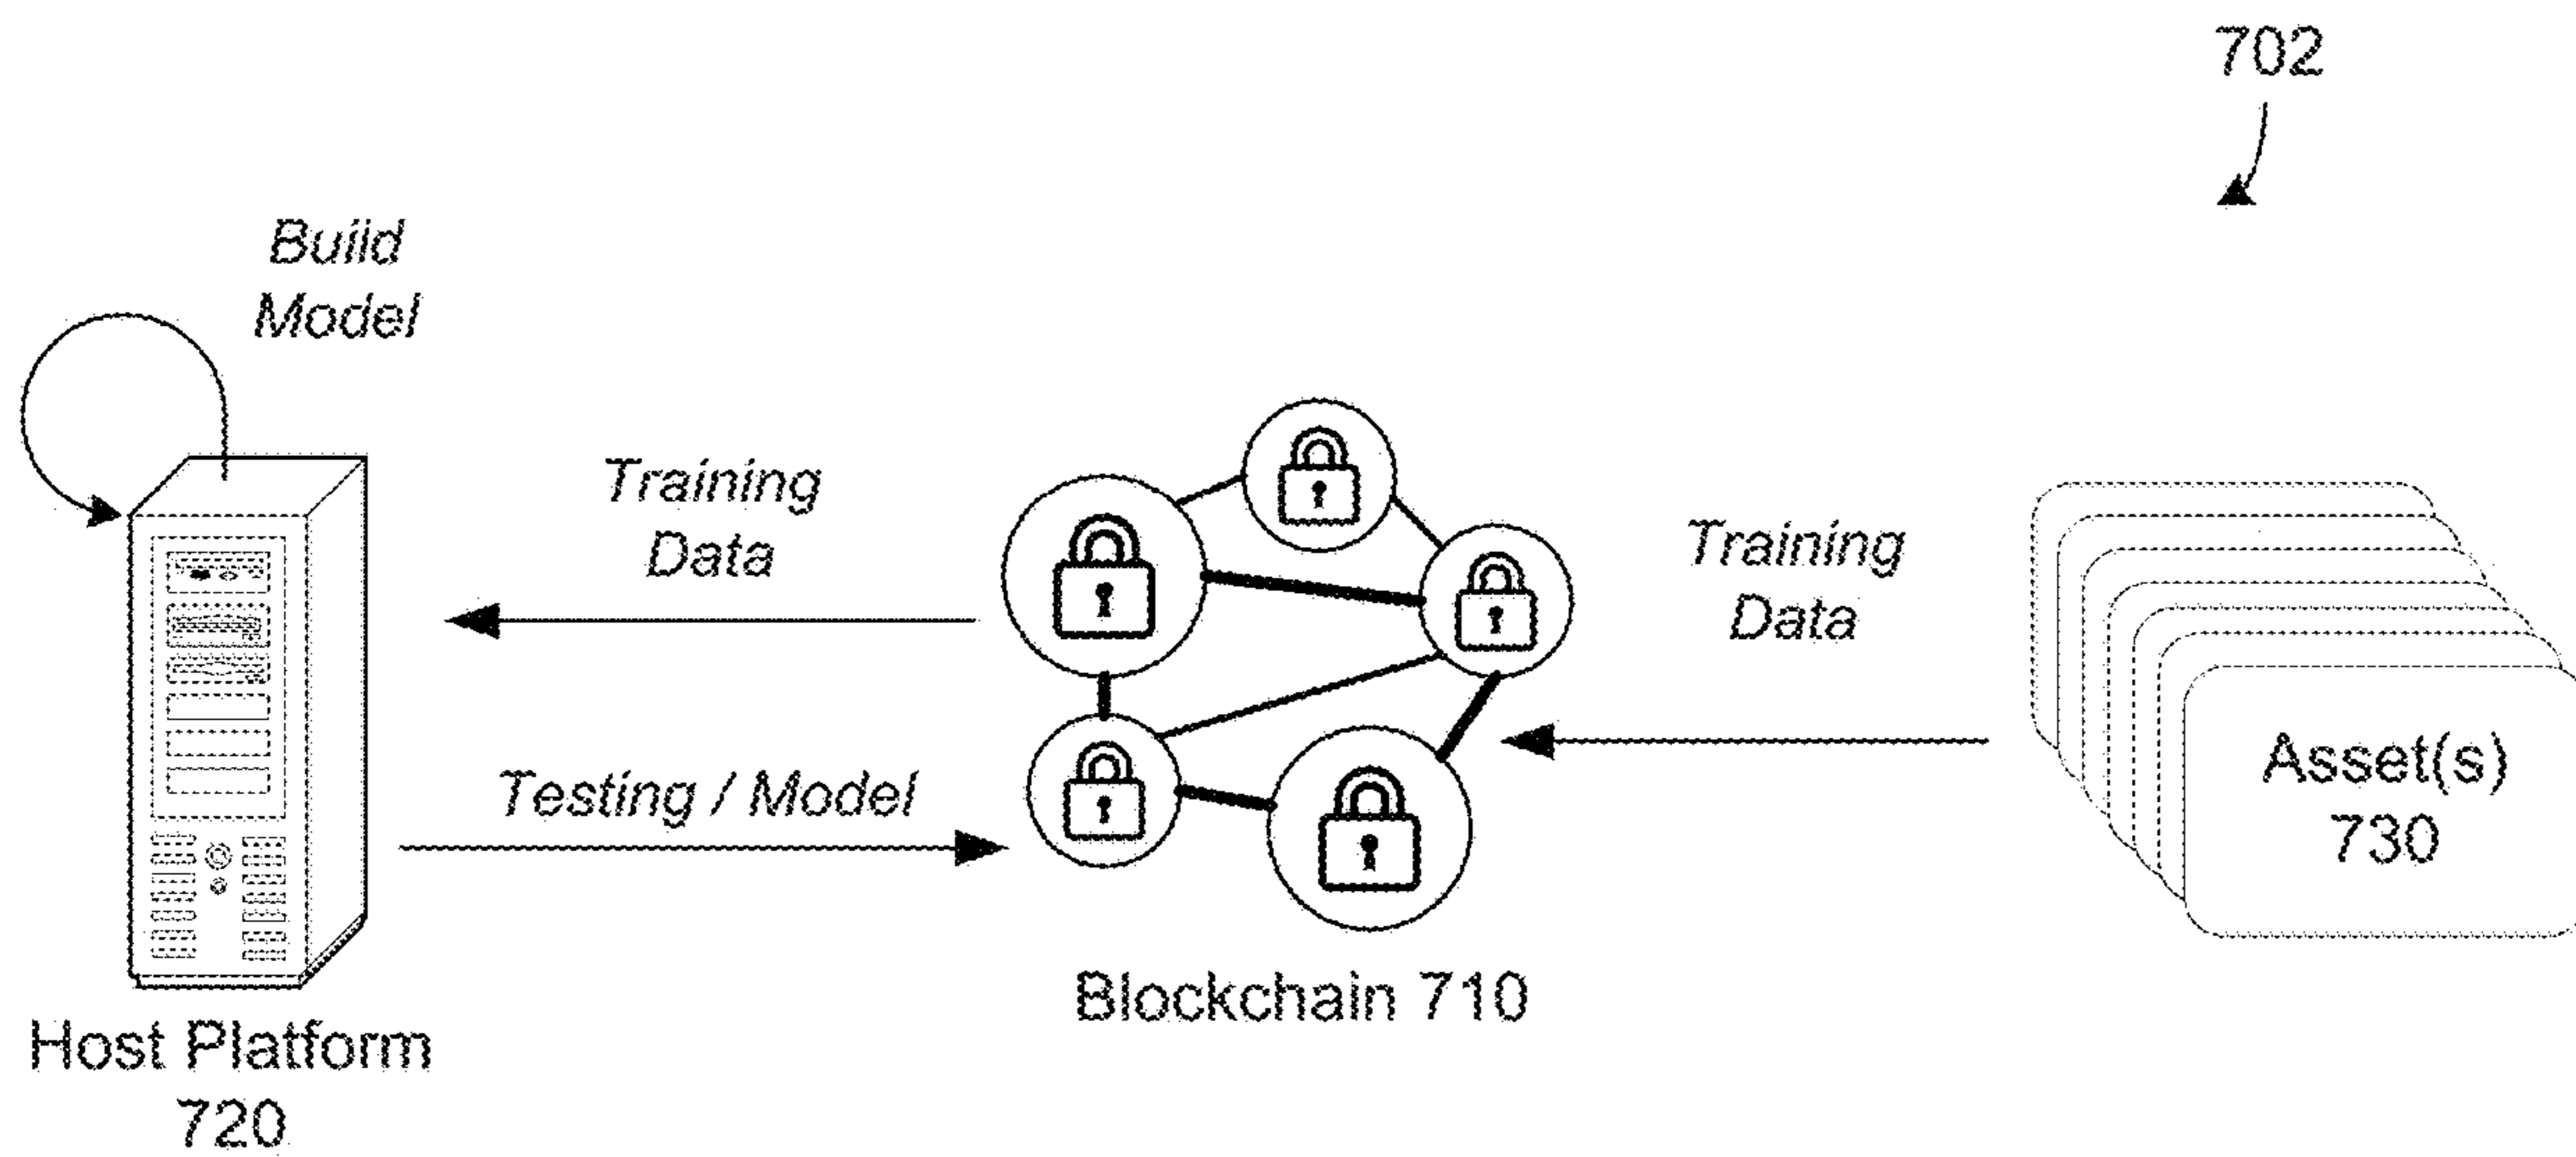 702
Build
Model
Training
Data
Training
Data
Testing / Model
Asset(s)
730
Blockchain 710
Host Platform
720